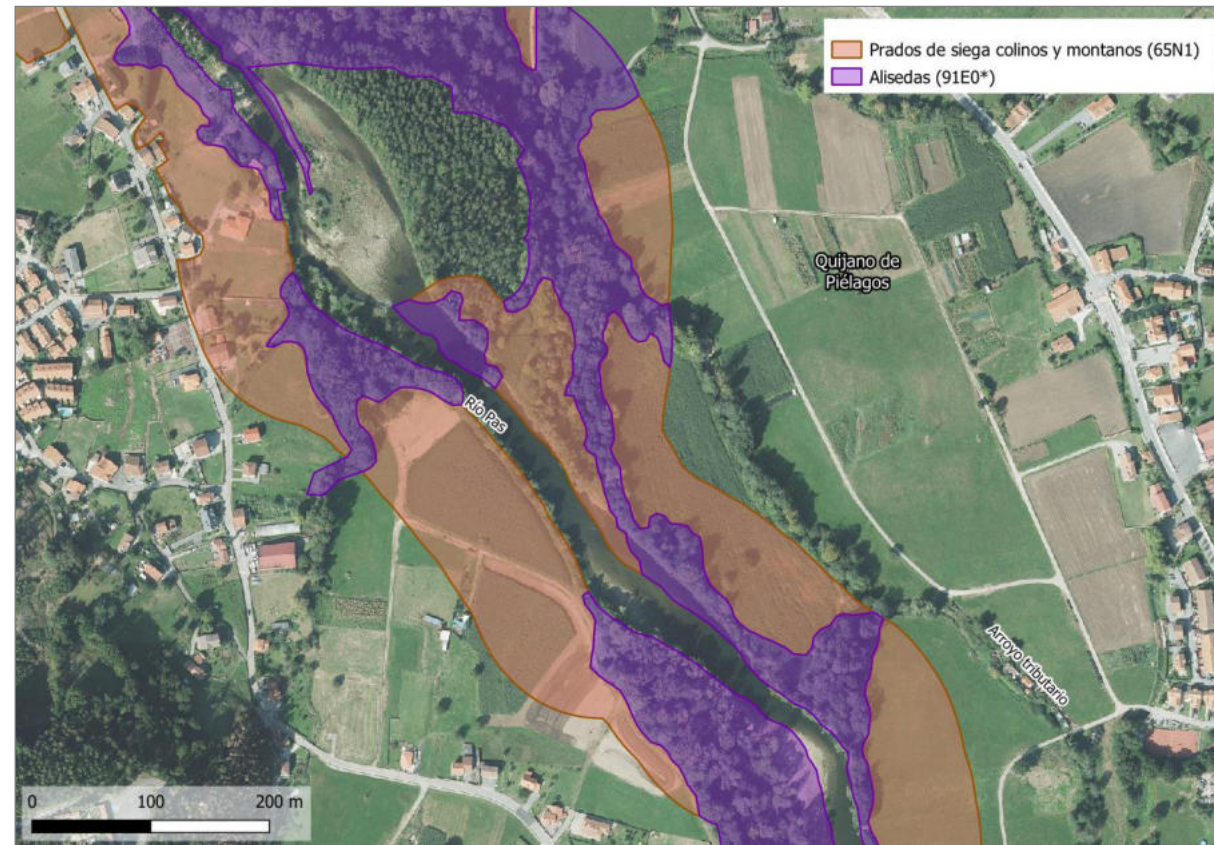 Prados de siega colinos y montanos (65N1)
Alisedas (91E0*)
Quijano de
Piélagos
Río Pas
Arroyo tributario
0 100 200 m